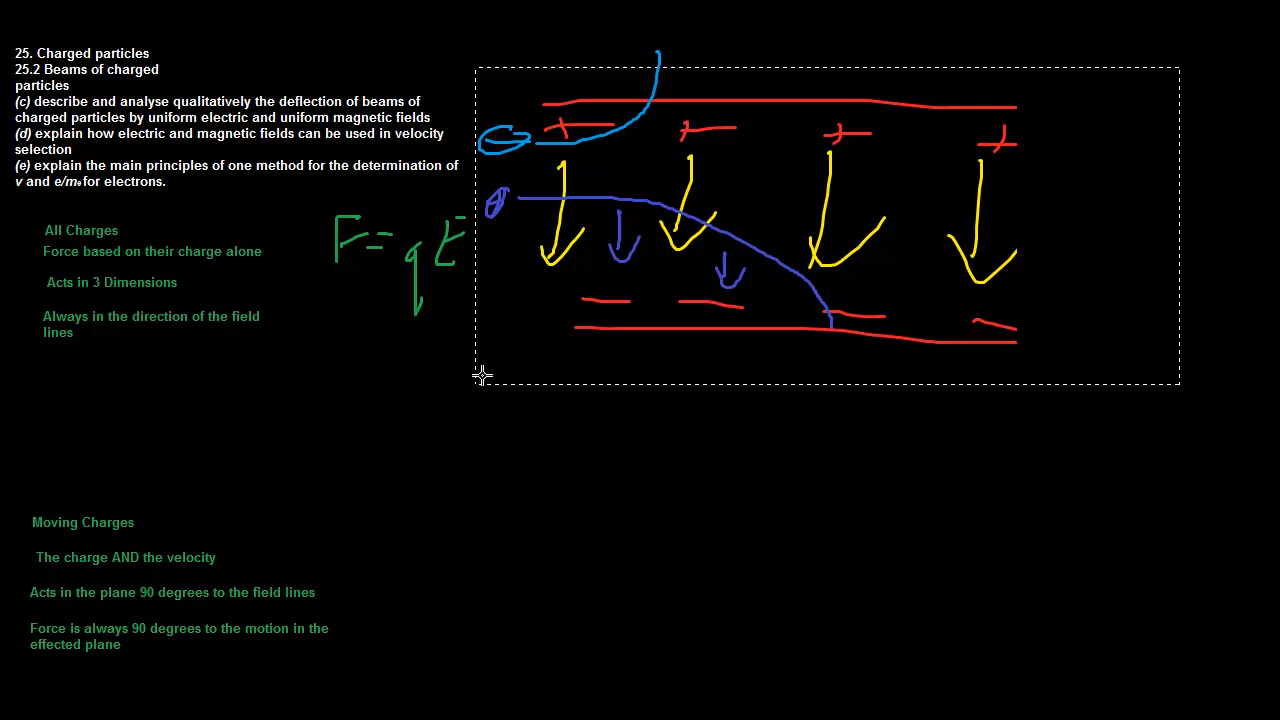 25. Charged particles
25.2 Beams of charged
particles
(c) describe and analyse qualitatively the deflection of beams of
charged particles by uniform electric and uniform magnetic fields
(d) explain how electric and magnetic fields can be used in velocity
selection
(e) explain the main principles of one method for the determination of
v and e/mₑ for electrons.
All Charges
Force based on their charge alone
F = qE
Acts in 3 Dimensions
Always in the direction of the field
lines
Moving Charges
The charge AND the velocity
Acts in the plane 90 degrees to the field lines
Force is always 90 degrees to the motion in the
effected plane